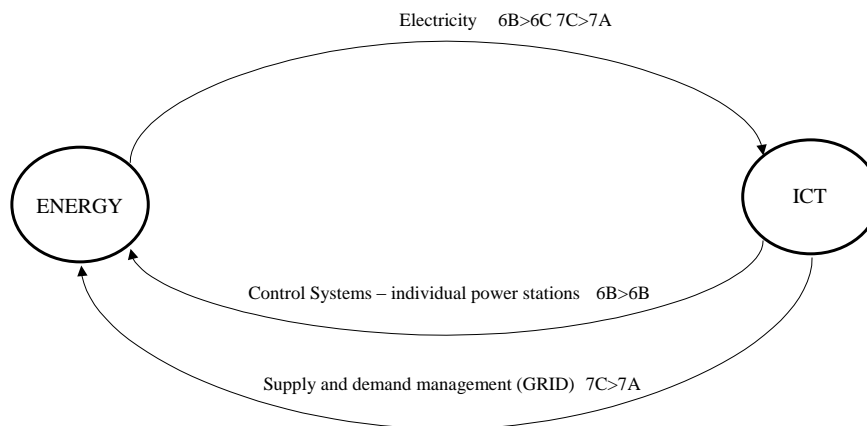 Electricity 6B>6C 7C>7A
ENERGY
ICT
Control Systems – individual power stations 6B>6B
Supply and demand management (GRID) 7C>7A